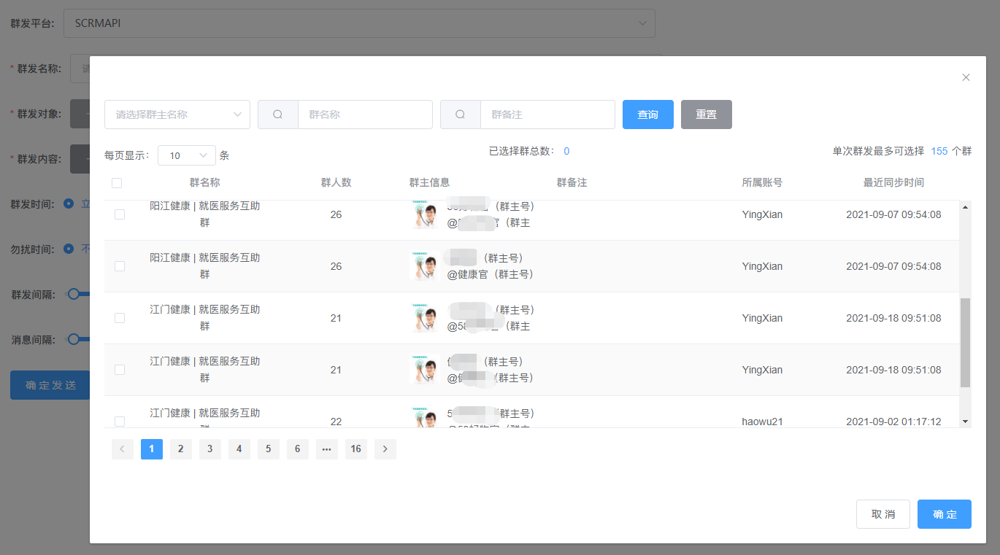 群发平台: SCRMAPI
* 群发名称: 请
* 群发对象:
* 群发内容:
群发时间: 立
勿扰时间: 不
群发间隔:
消息间隔:
确定发送
请选择群主名称 群名称 群备注 查询 重置
每页显示: 10 条 已选择群总数: 0 单次群发最多可选择 155 个群
群名称 群人数 群主信息 群备注 所属账号 最近同步时间
阳江健康 | 就医服务互助 (群主号)
群 26 @ (群主 YingXian 2021-09-07 09:54:08
阳江健康 | 就医服务互助 (群主号)
群 26 @健康官 (群主号) YingXian 2021-09-07 09:54:08
江门健康 | 就医服务互助 (群主号)
群 21 @58 (群主 YingXian 2021-09-18 09:51:08
江门健康 | 就医服务互助 (群主号)
群 21 @ (群主号) YingXian 2021-09-18 09:51:08
江门健康 | 就医服务互助 5 群主号)
22 haowu21 2021-09-02 01:17:12
< 1 2 3 4 5 6 ••• 16 >
取消 确定